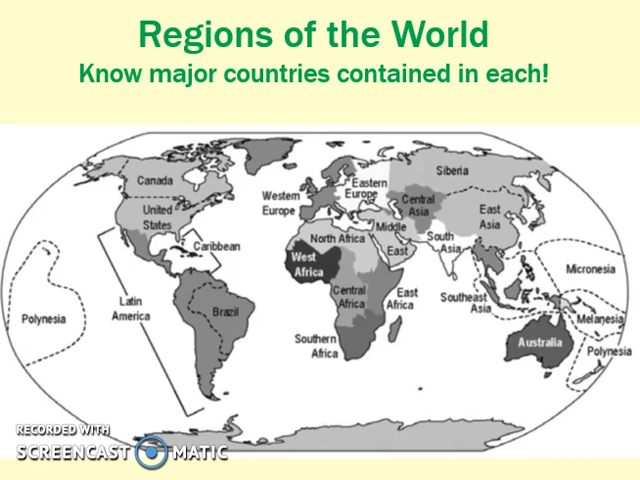 Regions of the World
Know major countries contained in each!
Siberia
Canada
Western
Europe
Eastern
Europe
Central
Asia
United
States
East
Asia
Caribbean
North Africa
Middle
East
South
Asia
West
Africa
Micronesia
Latin
America
Brazil
Central
Africa
East
Africa
Southeast
Asia
Polynesia
Melanesia
Southern
Africa
Australia
Polynesia
RECORDED WITH
SCREENCAST MATIC